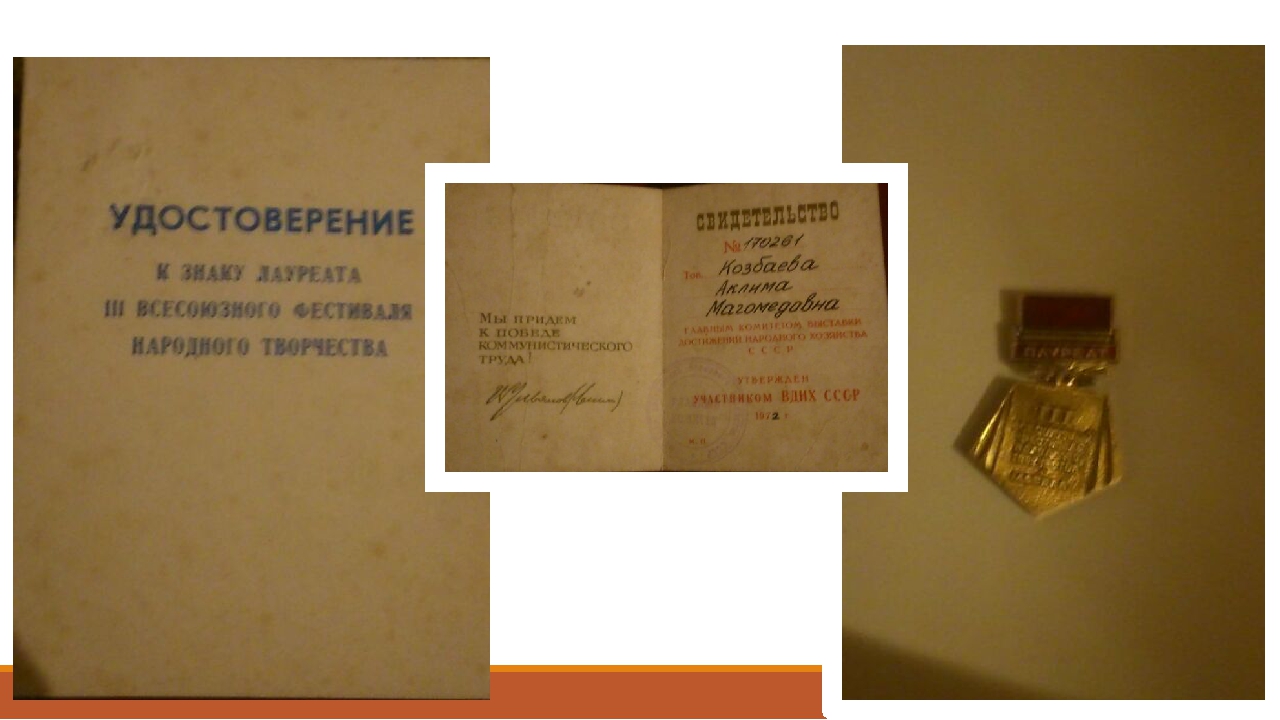 УДОСТОВЕРЕНИЕ
К ЗНАКУ ЛАУРЕАТА
III ВСЕСОЮЗНОГО ФЕСТИВАЛЯ
НАРОДНОГО ТВОРЧЕСТВА
Мы придем
к победе
коммунистического
труда!
СВИДЕТЕЛЬСТВО
№ 170261
Тов. Козбаева
Аклима
Магомедовна
ГЛАВНЫМ КОМИТЕТОМ ВЫСТАВКИ
ДОСТИЖЕНИЙ НАРОДНОГО ХОЗЯЙСТВА
СССР
УТВЕРЖДЕН
УЧАСТНИКОМ ВДНХ СССР
1972 г.
М. П.
ЛАУРЕАТ
III